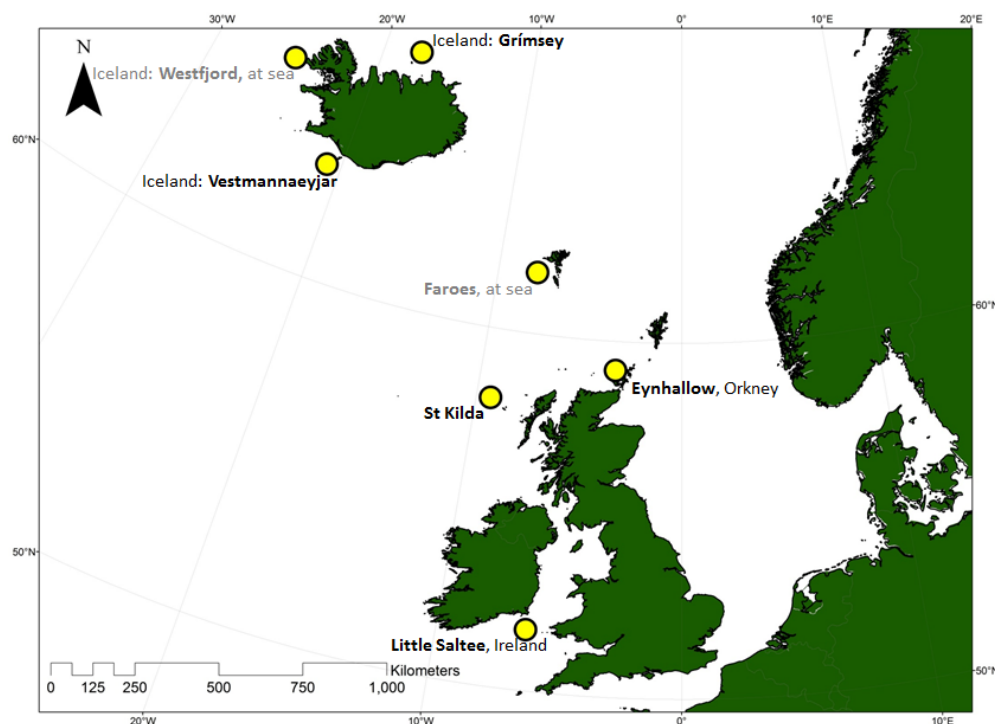 30°W 20°W 10°W 0° 10°E 20°E
N
Iceland: Grímsey
Iceland: Westfjord, at sea
60°N
Iceland: Vestmannaeyjar
Faroes, at sea
60°N
Eynhallow, Orkney
St Kilda
50°N
Little Saltee, Ireland
Kilometers
50°N
0 125 250 500 750 1,000
20°W 10°W 0° 10°E